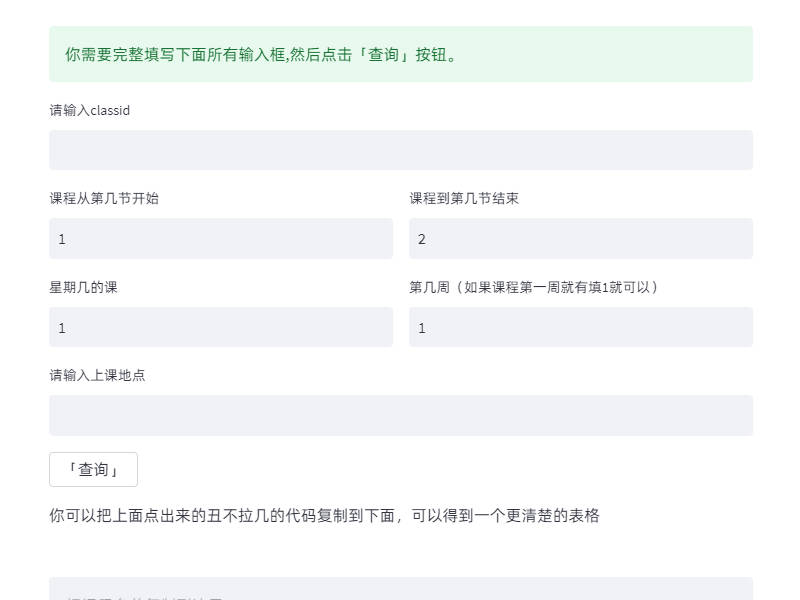 你需要完整填写下面所有输入框,然后点击「查询」按钮。
请输入classid
课程从第几节开始
课程到第几节结束
1
2
星期几的课
第几周（如果课程第一周就有填1就可以）
1
1
请输入上课地点
「查询」
你可以把上面点出来的丑不拉几的代码复制到下面，可以得到一个更清楚的表格